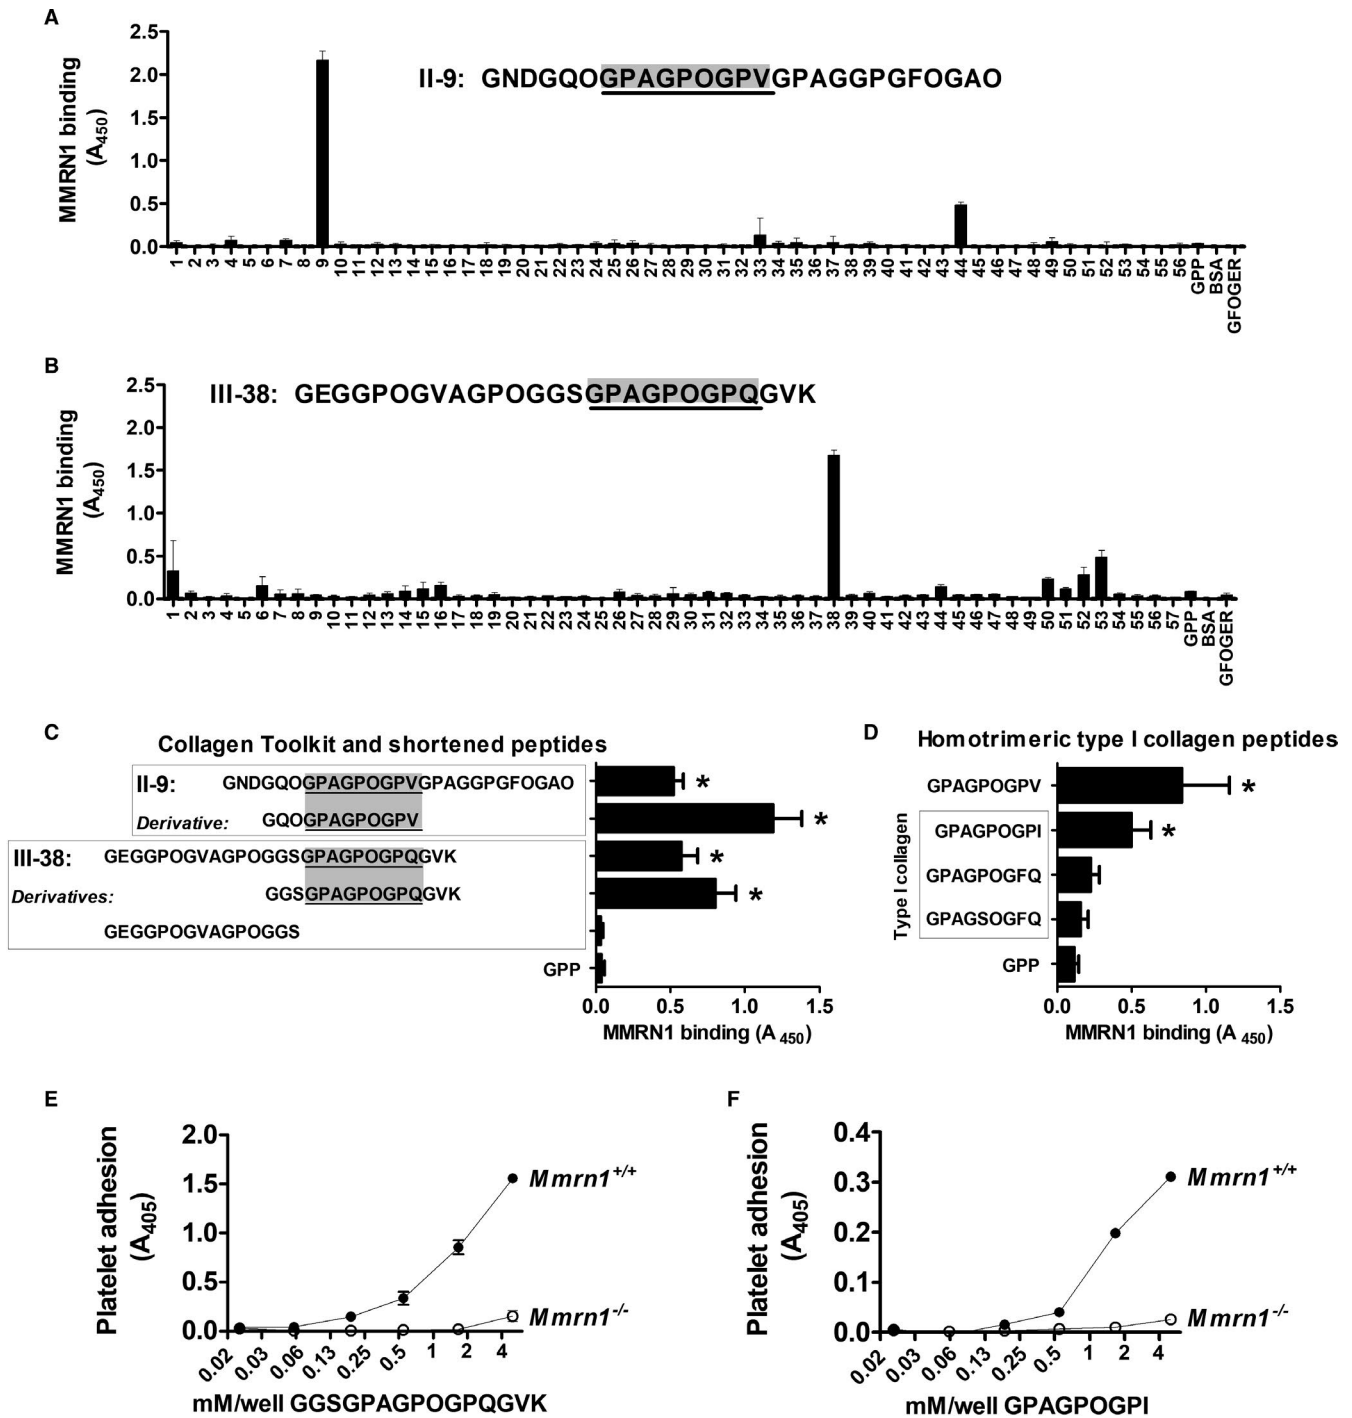 A
2.5
2.0
1.5
1.0
0.5
0.0
MMRN1 binding
(A450)
II-9: GNDGQOGPAGPOGPVGPAGGPGFOGAO
1 2 3 4 5 6 7 8 9 10 11 12 13 14 15 16 17 18 19 20 21 22 23 24 25 26 27 28 29 30 31 32 33 34 35 36 37 38 39 40 41 42 43 44 45 46 47 48 49 50 51 52 53 54 55 56 GPP BSA GFOGER
B
2.5
2.0
1.5
1.0
0.5
0.0
MMRN1 binding
(A450)
III-38: GEGGPOGVAGPOGGSGPAGPOGPQGVK
1 2 3 4 5 6 7 8 9 10 11 12 13 14 15 16 17 18 19 20 21 22 23 24 25 26 27 28 29 30 31 32 33 34 35 36 37 38 39 40 41 42 43 44 45 46 47 48 49 50 51 52 53 54 55 56 57 GPP BSA GFOGER
C
Collagen Toolkit and shortened peptides
II-9: GNDGQOGPAGPOGPVGPAGGPGFOGAO *
Derivative: GQOGPAGPOGPV *
III-38: GEGGPOGVAGPOGGSGPAGPOGPQGVK *
Derivatives: GGSGPAGPOGPQGVK *
GEGGPOGVAGPOGGS
GPP
0.0 0.5 1.0 1.5
MMRN1 binding (A 450)
D
Homotrimeric type I collagen peptides
GPAGPOGPV *
Type I collagen
GPAGPOGPI *
GPAGPOGFQ
GPAGSOGFQ
GPP
0.0 0.5 1.0 1.5
MMRN1 binding (A 450)
E
Platelet adhesion
(A405)
2.0
1.5
1.0
0.5
0.0
Mmrn1+/+
Mmrn1-/-
0.02 0.03 0.06 0.13 0.25 0.5 1 2 4
mM/well GGSGPAGPOGPQGVK
F
Platelet adhesion
(A405)
0.4
0.3
0.2
0.1
0.0
Mmrn1+/+
Mmrn1-/-
0.02 0.03 0.06 0.13 0.25 0.5 1 2 4
mM/well GPAGPOGPI